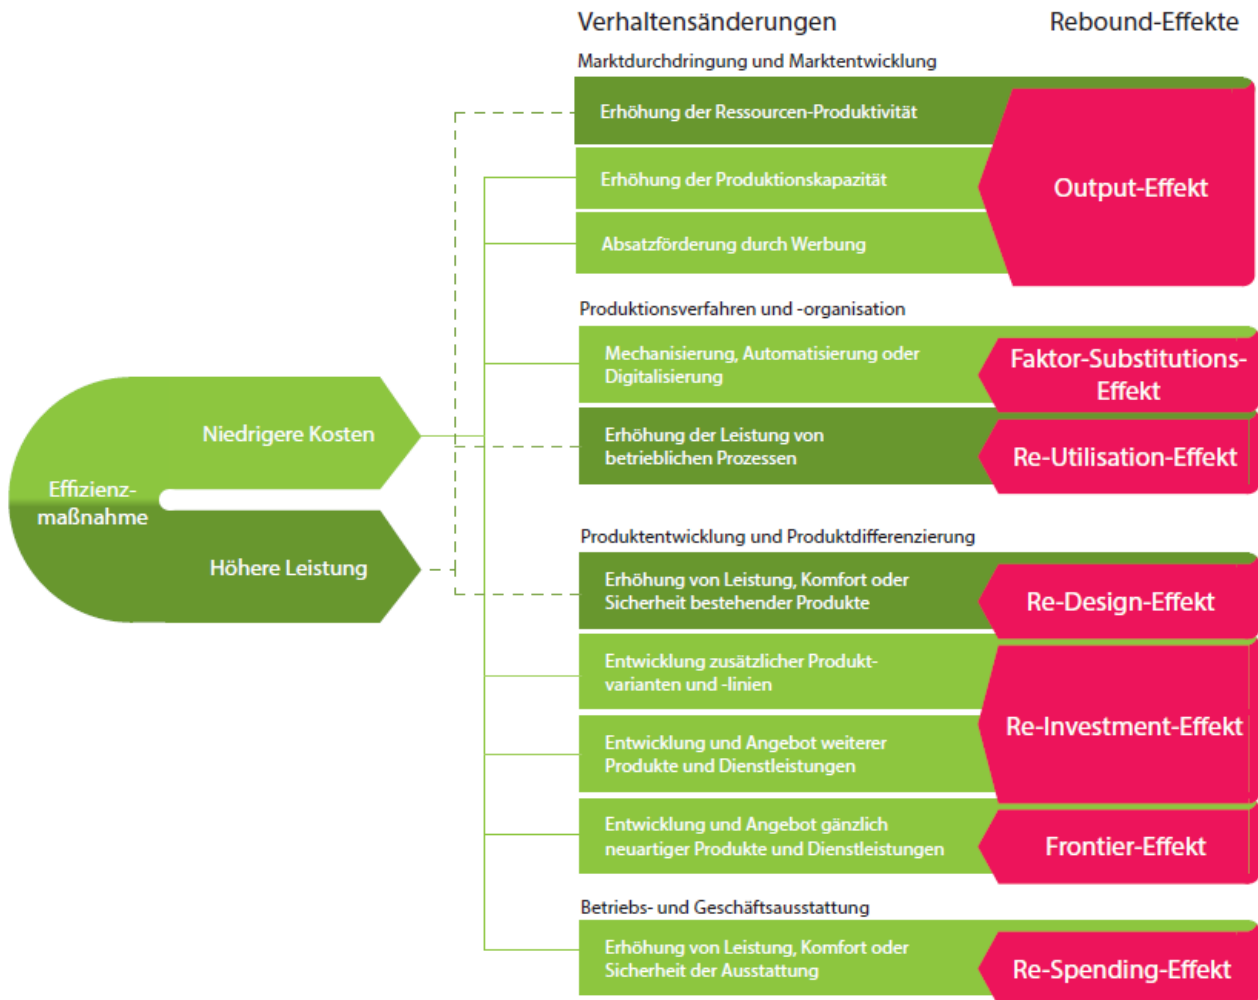 Verhaltensänderungen
Rebound-Effekte
Marktdurchdringung und Marktentwicklung
Erhöhung der Ressourcen-Produktivität
Erhöhung der Produktionskapazität
Absatzförderung durch Werbung
Output-Effekt
Produktionsverfahren und -organisation
Mechanisierung, Automatisierung oder
Digitalisierung
Faktor-Substitutions-
Effekt
Erhöhung der Leistung von
betrieblichen Prozessen
Re-Utilisation-Effekt
Niedrigere Kosten
Effizienz-
maßnahme
Höhere Leistung
Produktentwicklung und Produktdifferenzierung
Erhöhung von Leistung, Komfort oder
Sicherheit bestehender Produkte
Re-Design-Effekt
Entwicklung zusätzlicher Produkt-
varianten und -linien
Entwicklung und Angebot weiterer
Produkte und Dienstleistungen
Re-Investment-Effekt
Entwicklung und Angebot gänzlich
neuartiger Produkte und Dienstleistungen
Frontier-Effekt
Betriebs- und Geschäftsausstattung
Erhöhung von Leistung, Komfort oder
Sicherheit der Ausstattung
Re-Spending-Effekt